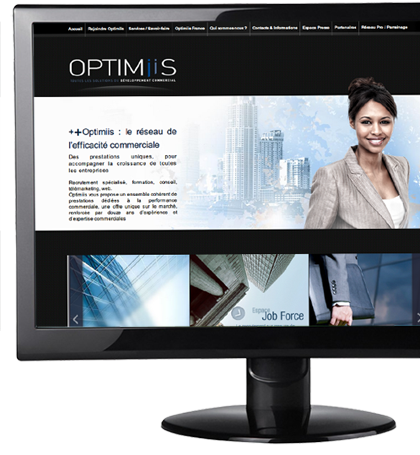 Accueil | Rejoindre Optimiis | Services / Savoir-faire | Optimiis France | Qui sommes-nous ? | Contacts & Informations | Espace Presse | Partenaires | Réseau Pro / Parrainage
OPTIMiiS
DÉVELOPPEMENT COMMERCIAL
++Optimiis : le réseau de
l'efficacité commerciale
Des prestations uniques, pour
accompagner la croissance de toutes
les entreprises
Recrutement spécialisé, formation, conseil,
télémarketing, web.
Optimiis vous propose un ensemble cohérent de
prestations dédiées à la performance
commerciale, une offre unique sur le marché,
renforcée par douze ans d'expérience et
d'expertise commerciales
Espace
Job Force